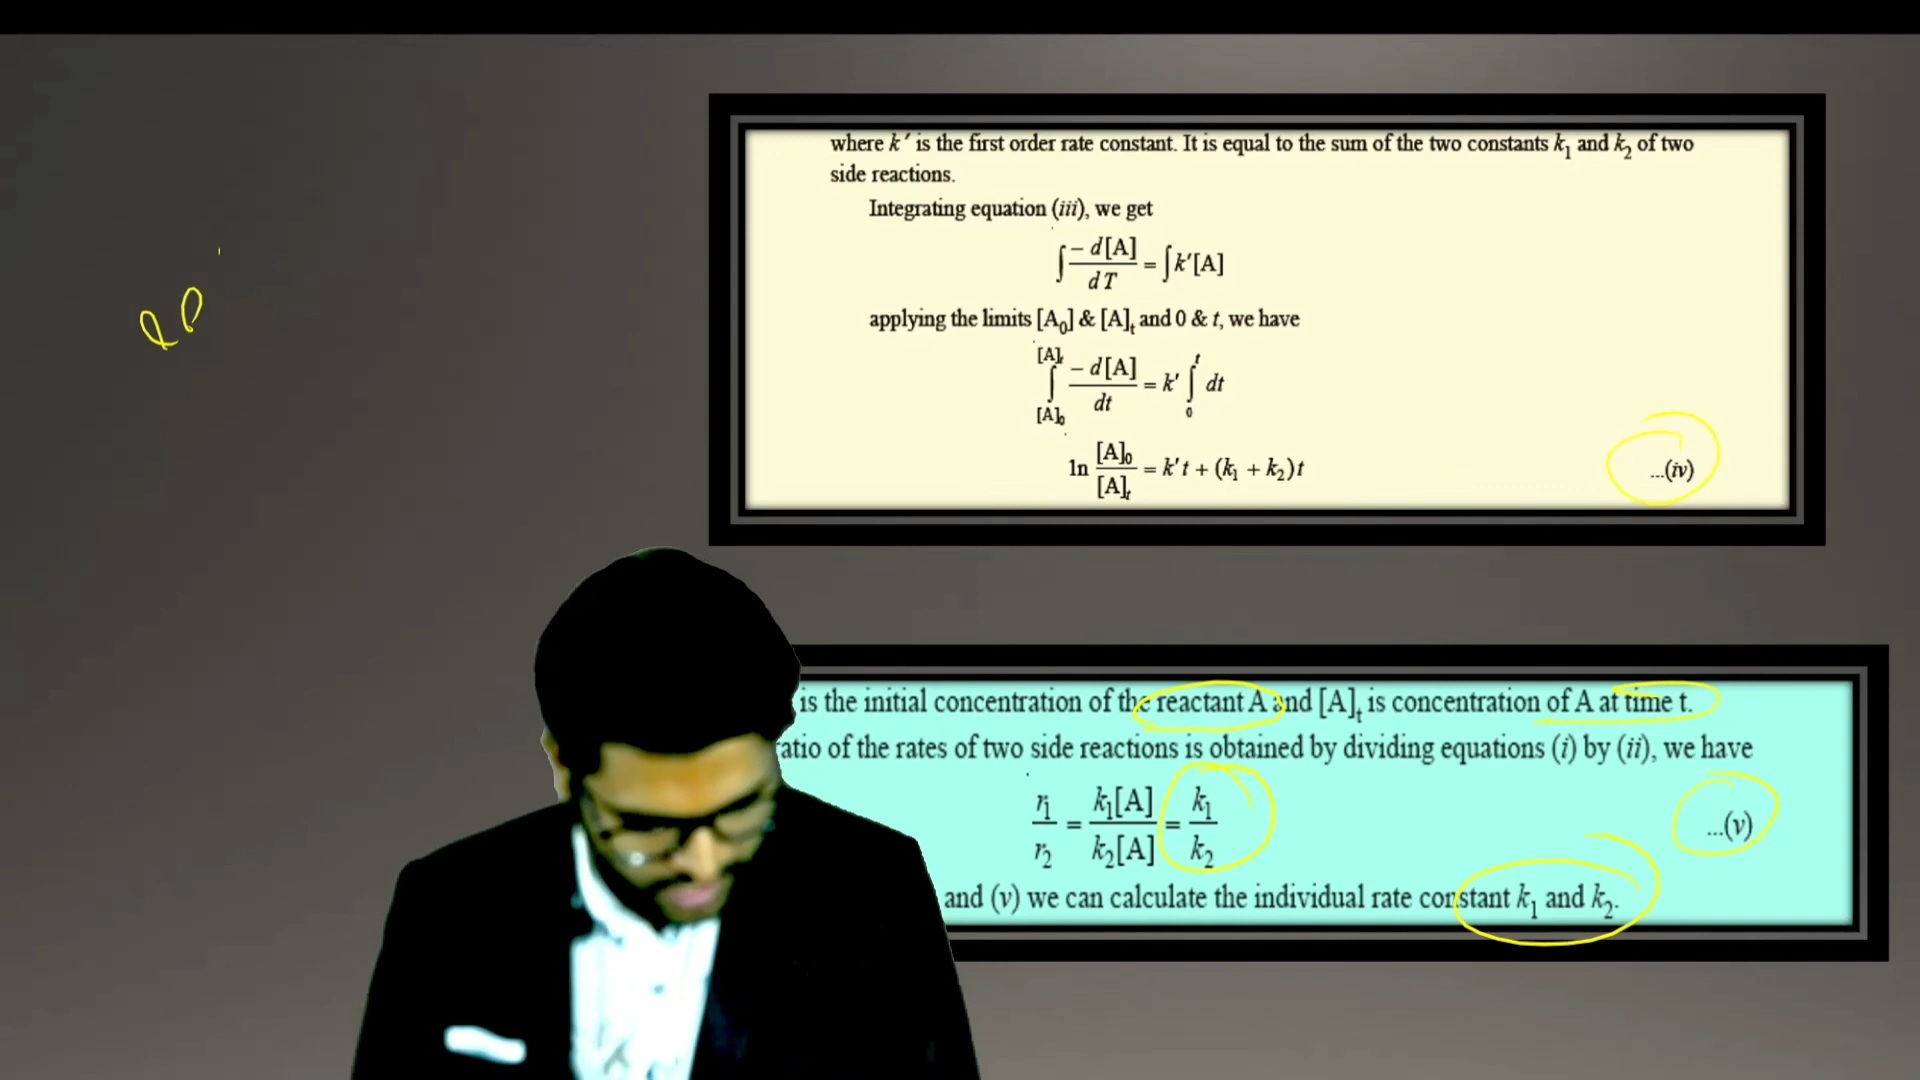 where k′ is the first order rate constant. It is equal to the sum of the two constants k₁ and k₂ of two
side reactions.
Integrating equation (iii), we get
∫ −d[A]/dT = ∫ k′[A]
applying the limits [A₀] & [A]ₜ and 0 & t, we have
∫_{[A]₀}^{[A]ₜ} −d[A]/dt = k′ ∫₀ᵗ dt
ln [A]₀/[A]ₜ = k′t + (k₁ + k₂)t ...(iv)
is the initial concentration of the reactant A and [A]ₜ is concentration of A at time t.
of the rates of two side reactions is obtained by dividing equations (i) by (ii), we have
r₁/r₂ = k₁[A]/k₂[A] = k₁/k₂ ...(v)
and (v) we can calculate the individual rate constant k₁ and k₂.